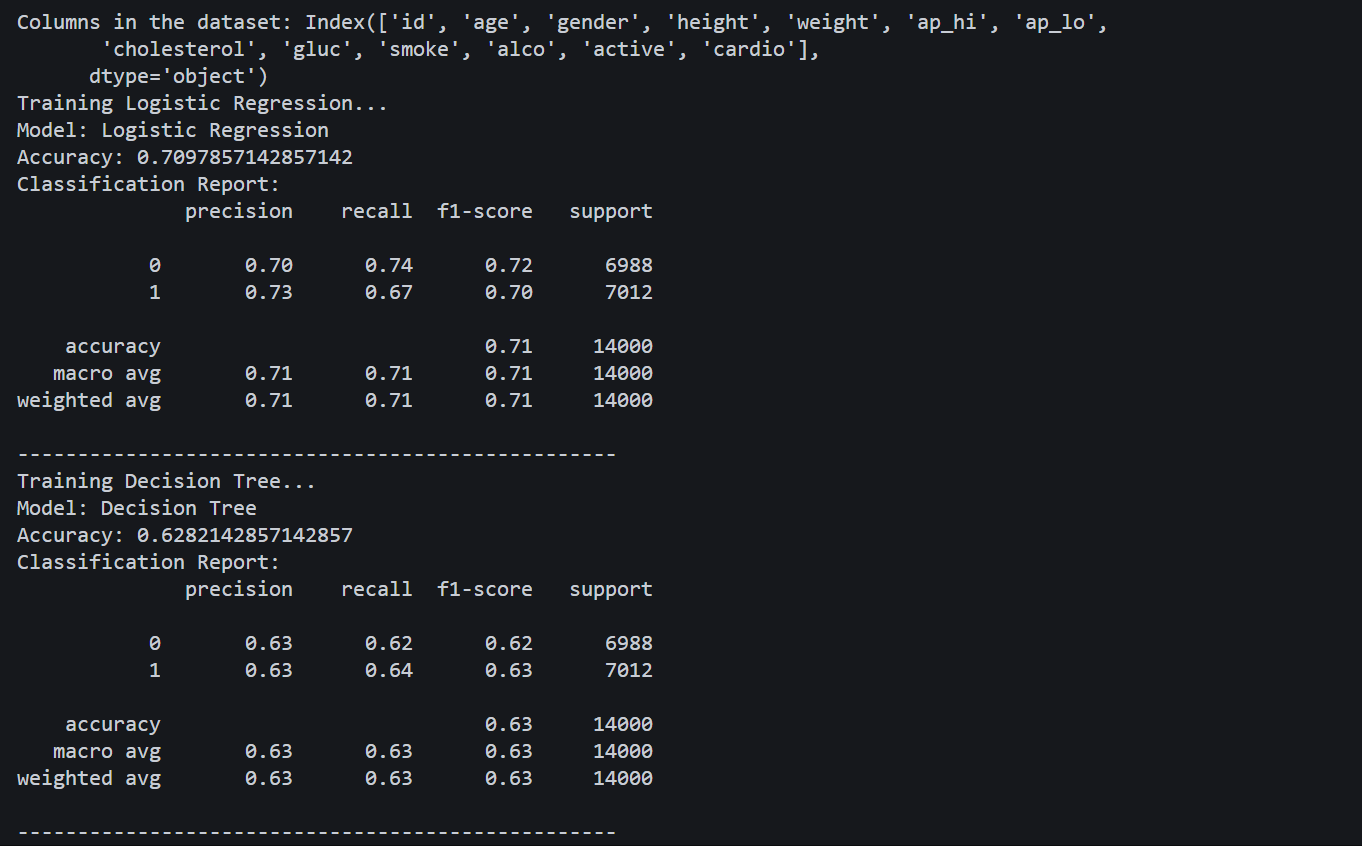 Columns in the dataset: Index(['id', 'age', 'gender', 'height', 'weight', 'ap_hi', 'ap_lo',
       'cholesterol', 'gluc', 'smoke', 'alco', 'active', 'cardio'],
      dtype='object')
Training Logistic Regression...
Model: Logistic Regression
Accuracy: 0.7097857142857142
Classification Report:
              precision    recall  f1-score   support

           0       0.70      0.74      0.72      6988
           1       0.73      0.67      0.70      7012

    accuracy                           0.71     14000
   macro avg       0.71      0.71      0.71     14000
weighted avg       0.71      0.71      0.71     14000

--------------------------------------------------
Training Decision Tree...
Model: Decision Tree
Accuracy: 0.6282142857142857
Classification Report:
              precision    recall  f1-score   support

           0       0.63      0.62      0.62      6988
           1       0.63      0.64      0.63      7012

    accuracy                           0.63     14000
   macro avg       0.63      0.63      0.63     14000
weighted avg       0.63      0.63      0.63     14000

--------------------------------------------------